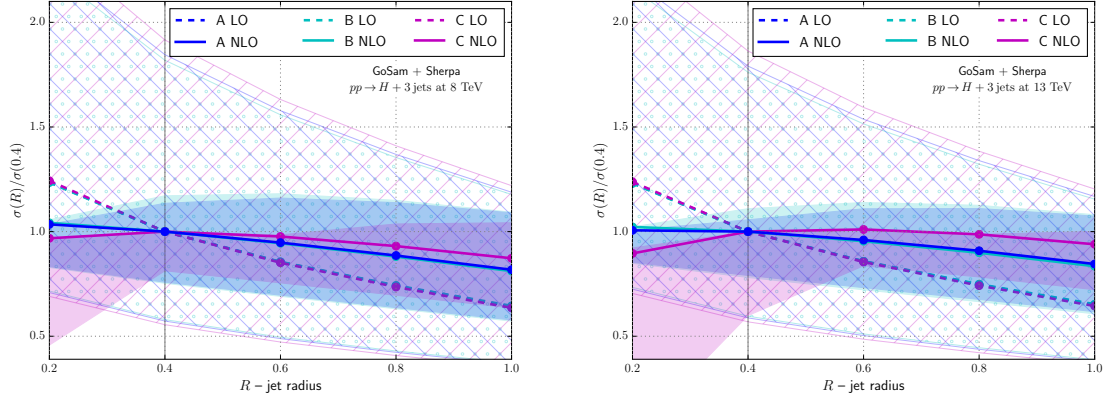 A LO B LO C LO
A NLO B NLO C NLO
GoSam + Sherpa
pp → H + 3 jets at 8 TeV
2.0
1.5
1.0
0.5
σ(R)/σ(0.4)
0.2 0.4 0.6 0.8 1.0
R − jet radius
A LO B LO C LO
A NLO B NLO C NLO
GoSam + Sherpa
pp → H + 3 jets at 13 TeV
2.0
1.5
1.0
0.5
σ(R)/σ(0.4)
0.2 0.4 0.6 0.8 1.0
R − jet radius